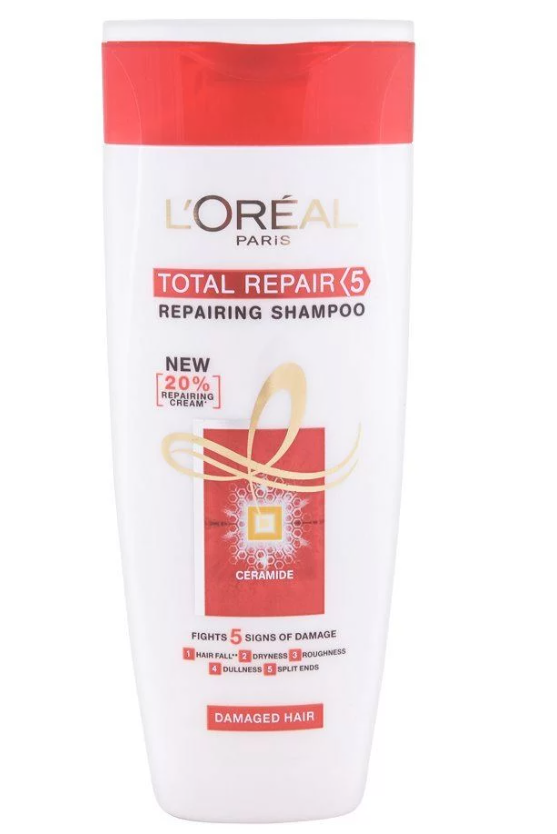 L'ORÉAL
PARiS
TOTAL REPAIR 5
REPAIRING SHAMPOO
NEW
[20%]
REPAIRING
CREAM*
CERAMIDE
FIGHTS 5 SIGNS OF DAMAGE
1 HAIR FALL** 2 DRYNESS 3 ROUGHNESS
4 DULLNESS 5 SPLIT ENDS
DAMAGED HAIR